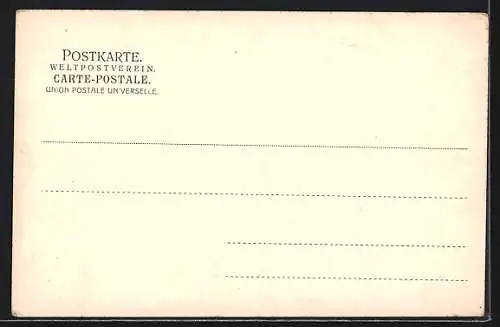 POSTKARTE.
WELTPOSTVEREIN.
CARTE-POSTALE.
UNION POSTALE UNIVERSELLE.